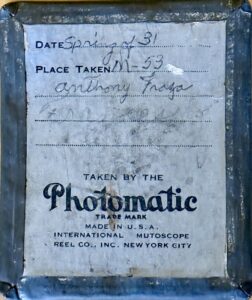 DATE Spring of 31
PLACE TAKEN M-53
Anthony
TAKEN BY THE
Photomatic
TRADE MARK
MADE IN U.S.A.
INTERNATIONAL MUTOSCOPE
REEL CO., INC. NEW YORK CITY